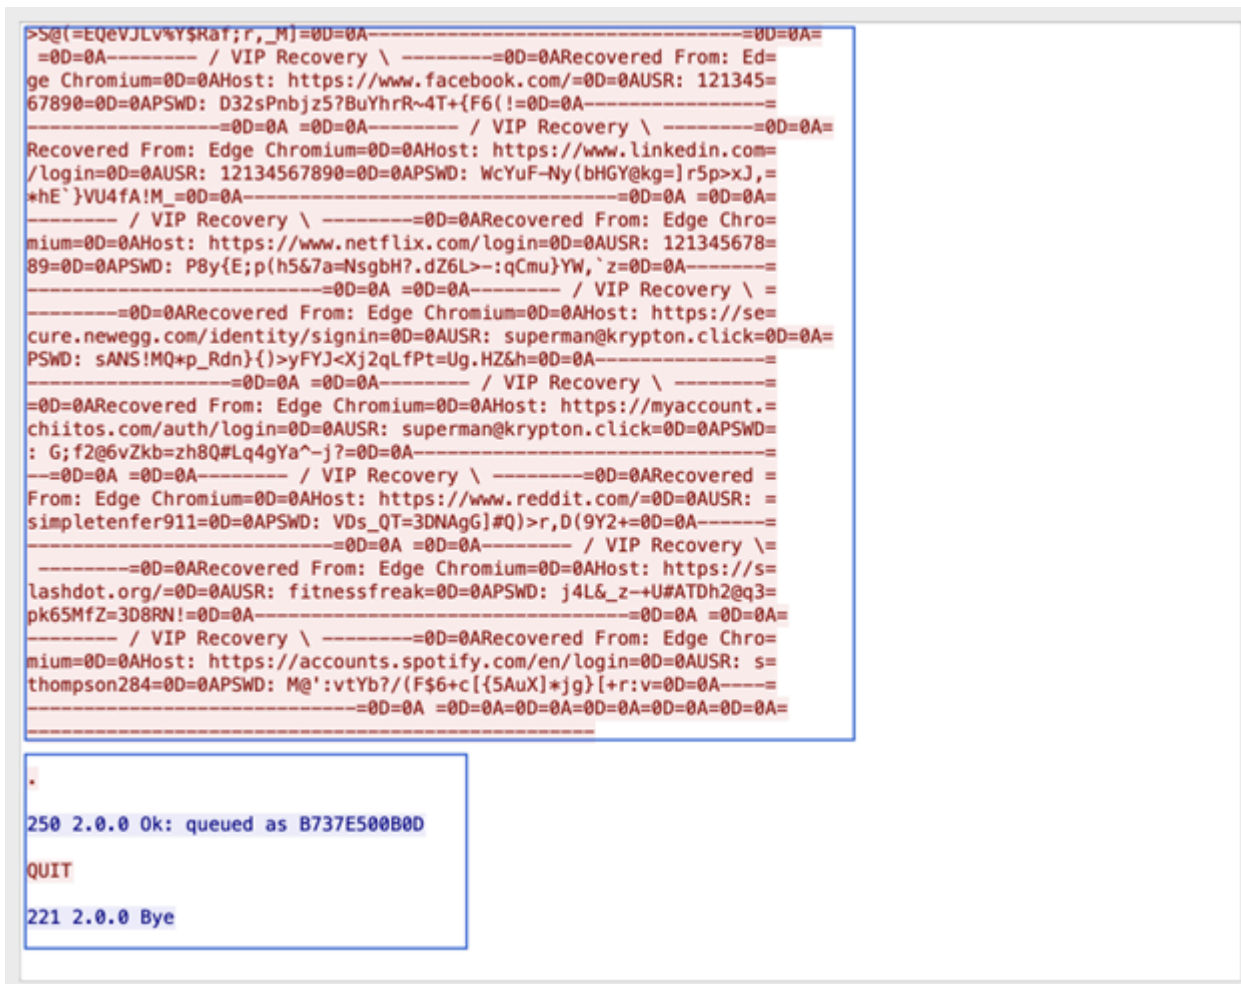 >S@(=EQeVJLv%Y$Raf;r,_M]=0D=0A---------------------------------=0D=0A=
=0D=0A-------- / VIP Recovery \ --------=0D=0ARecovered From: Ed=
ge Chromium=0D=0AHost: https://www.facebook.com/=0D=0AUSR: 121345=
67890=0D=0APSWD: D32sPnbjz5?BuYhrR~4T+{F6(!=0D=0A----------------=
-----------------=0D=0A =0D=0A-------- / VIP Recovery \ --------=0D=0A=
Recovered From: Edge Chromium=0D=0AHost: https://www.linkedin.com=
/login=0D=0AUSR: 12134567890=0D=0APSWD: WcYuF-Ny(bHGY@kg=]r5p>xJ,=
*hE`}VU4fA!M_=0D=0A---------------------------------=0D=0A =0D=0A=
-------- / VIP Recovery \ --------=0D=0ARecovered From: Edge Chro=
mium=0D=0AHost: https://www.netflix.com/login=0D=0AUSR: 121345678=
89=0D=0APSWD: P8y{E;p(h5&7a=NsgbH?.dZ6L>-:qCmu}YW,`z=0D=0A-------=
--------------------------=0D=0A =0D=0A-------- / VIP Recovery \ =
--------=0D=0ARecovered From: Edge Chromium=0D=0AHost: https://se=
cure.newegg.com/identity/signin=0D=0AUSR: superman@krypton.click=0D=0A=
PSWD: sANS!MQ*p_Rdn}{)>yFYJ<Xj2qLfPt=Ug.HZ&h=0D=0A----------------=
------------------=0D=0A =0D=0A-------- / VIP Recovery \ --------=
=0D=0ARecovered From: Edge Chromium=0D=0AHost: https://myaccount.=
chiitos.com/auth/login=0D=0AUSR: superman@krypton.click=0D=0APSWD=
: G;f2@6vZkb=zh8Q#Lq4gYa^-j?=0D=0A-------------------------------=
--=0D=0A =0D=0A-------- / VIP Recovery \ --------=0D=0ARecovered =
From: Edge Chromium=0D=0AHost: https://www.reddit.com/=0D=0AUSR: =
simpletenfer911=0D=0APSWD: VDs_QT=3DNAgG]#Q)>r,D(9Y2+=0D=0A------=
---------------------------=0D=0A =0D=0A-------- / VIP Recovery \=
--------=0D=0ARecovered From: Edge Chromium=0D=0AHost: https://s=
lashdot.org/=0D=0AUSR: fitnessfreak=0D=0APSWD: j4L&_z-+U#ATDh2@q3=
pk65MfZ=3D8RN!=0D=0A---------------------------------=0D=0A =0D=0A=
-------- / VIP Recovery \ --------=0D=0ARecovered From: Edge Chro=
mium=0D=0AHost: https://accounts.spotify.com/en/login=0D=0AUSR: s=
thompson284=0D=0APSWD: M@':vtYb?/(F$6+c[{5AuX]*jg}[+r:v=0D=0A----=
-----------------------------=0D=0A =0D=0A=0D=0A=0D=0A=0D=0A=0D=0A=
--------------------------------------------------
.
250 2.0.0 Ok: queued as B737E500B0D
QUIT
221 2.0.0 Bye